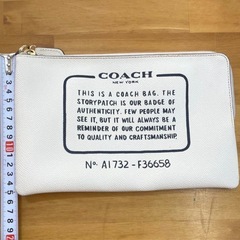 COACH
NEW YORK
THIS IS A COACH BAG. THE
STORYPATCH IS OUR BADGE OF
AUTHENTICITY. FEW PEOPLE MAY
SEE IT, BUT IT WILL ALWAYS BE A
REMINDER OF OUR COMMITMENT
TO QUALITY AND CRAFTSMANSHIP.
Nº: A1732-F36658